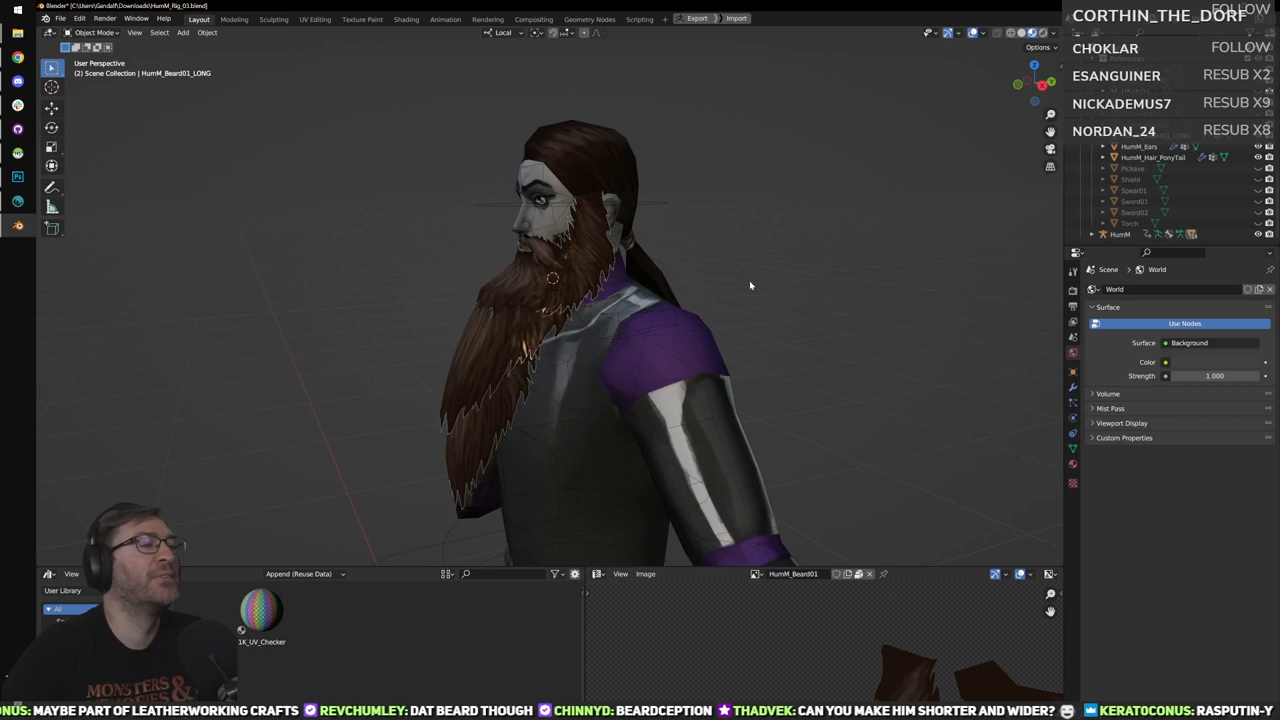 Blender* [C:\Users\Gandalf\Downloads\HumM_Rig_03.blend]
File Edit Render Window Help Layout Modeling Sculpting UV Editing Texture Paint Shading Animation Rendering Compositing Geometry Nodes Scripting + Export Import
Object Mode View Select Add Object Local
Options
User Perspective
(2) Scene Collection | HumM_Beard01_LONG
X Y Z
FOLLOW
CORTHIN_THE_DORF
CHOKLAR FOLLOW
ESANGUINER RESUB X2
NICKADEMUS7 RESUB X9
NORDAN_24 RESUB X8
HumM_Ears
HumM_Hair_PonyTail
Pickaxe
Shield
Spear01
Sword01
Sword02
Torch
HumM
Scene World
World
Surface
Use Nodes
Surface Background
Color
Strength 1.000
Volume
Mist Pass
Viewport Display
Custom Properties
View Append (Reuse Data)
User Library
All
1K_UV_Checker
View Image HumM_Beard01
MONSTERS
MEMORIES
ONUS: MAYBE PART OF LEATHERWORKING CRAFTS REVCHUMLEY: DAT BEARD THOUGH CHINNYD: BEARDCEPTION THADVEK: CAN YOU MAKE HIM SHORTER AND WIDER? KERATOCONUS: RASPUTIN-Y